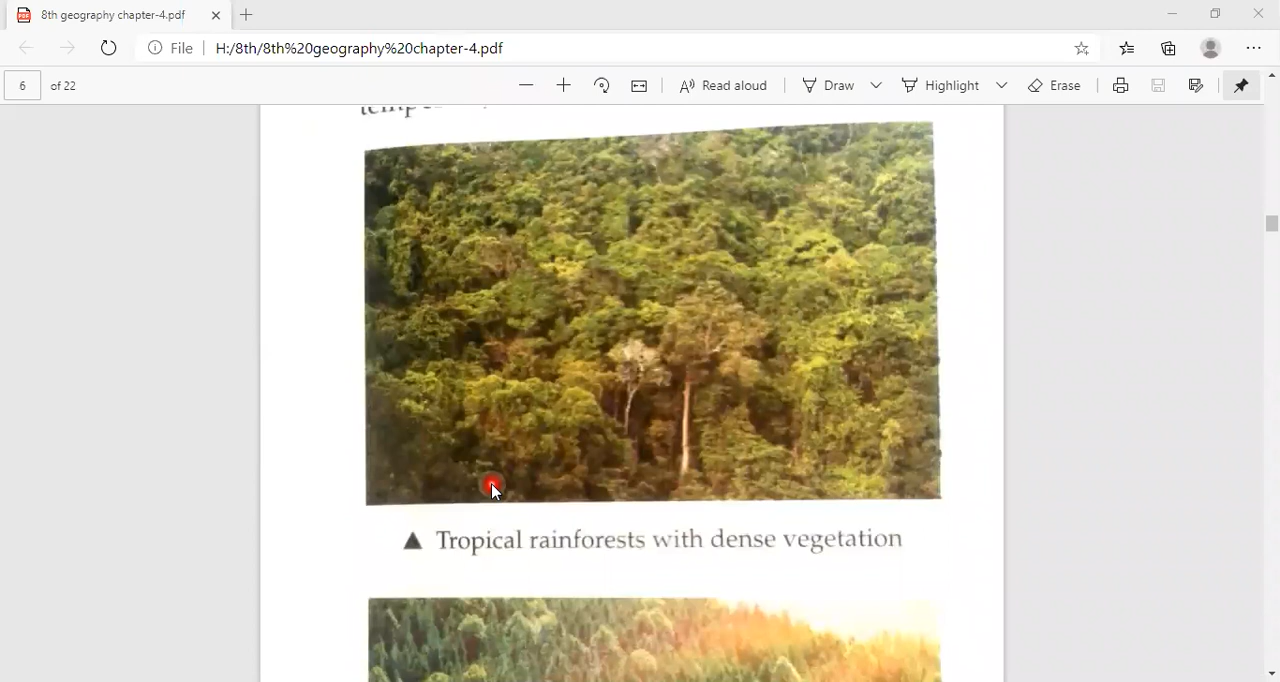 8th geography chapter-4.pdf
File
H:/8th/8th%20geography%20chapter-4.pdf
6 of 22
Read aloud
Draw
Highlight
Erase
▲ Tropical rainforests with dense vegetation